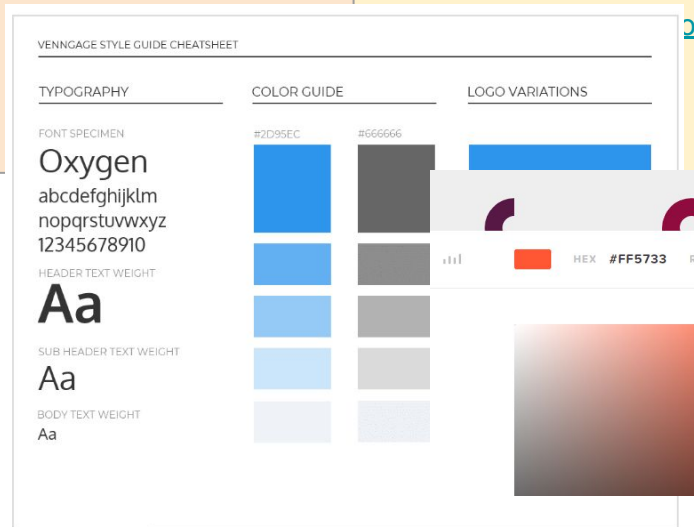 VENNGAGE STYLE GUIDE CHEATSHEET
TYPOGRAPHY
COLOR GUIDE
LOGO VARIATIONS
FONT SPECIMEN
Oxygen
abcdefghijklm
nopqrstuvwxyz
12345678910
HEADER TEXT WEIGHT
Aa
SUB HEADER TEXT WEIGHT
Aa
BODY TEXT WEIGHT
Aa
#2D95EC
#666666
HEX #FF5733